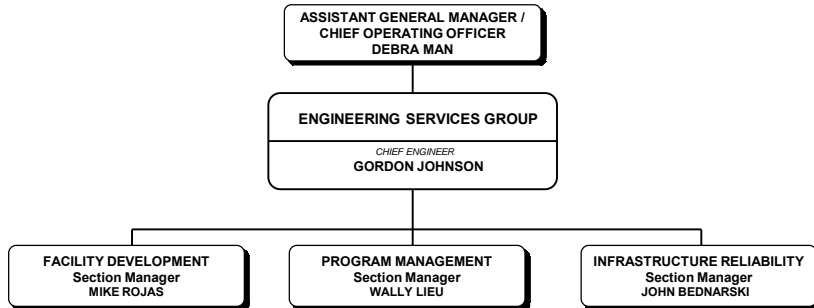 ASSISTANT GENERAL MANAGER /
CHIEF OPERATING OFFICER
DEBRA MAN
ENGINEERING SERVICES GROUP
CHIEF ENGINEER
GORDON JOHNSON
FACILITY DEVELOPMENT
Section Manager
MIKE ROJAS
PROGRAM MANAGEMENT
Section Manager
WALLY LIEU
INFRASTRUCTURE RELIABILITY
Section Manager
JOHN BEDNARSKI